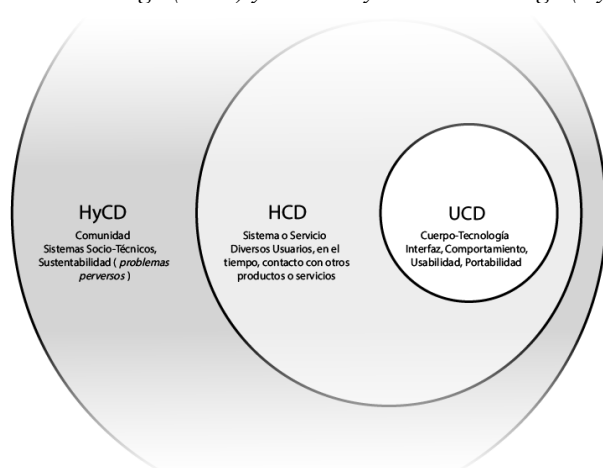 HyCD
Comunidad
Sistemas Socio-Técnicos,
Sustentabilidad ( problemas
perversos )
HCD
Sistema o Servicio
Diversos Usuarios, en el
tiempo, contacto con otros
productos o servicios
UCD
Cuerpo-Tecnología
Interfaz, Comportamiento,
Usabilidad, Portabilidad